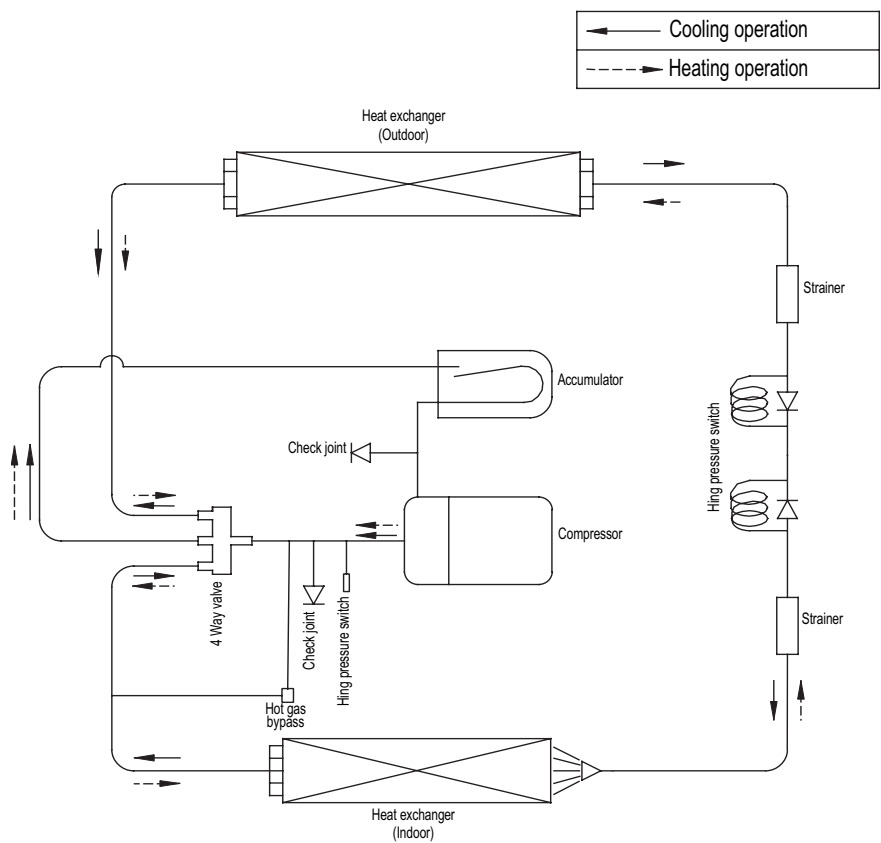 Cooling operation
Heating operation
Heat exchanger
(Outdoor)
Strainer
Accumulator
Hing pressure switch
Check joint
Compressor
4 Way valve
Check joint
Hing pressure switch
Strainer
Hot gas
bypass
Heat exchanger
(Indoor)